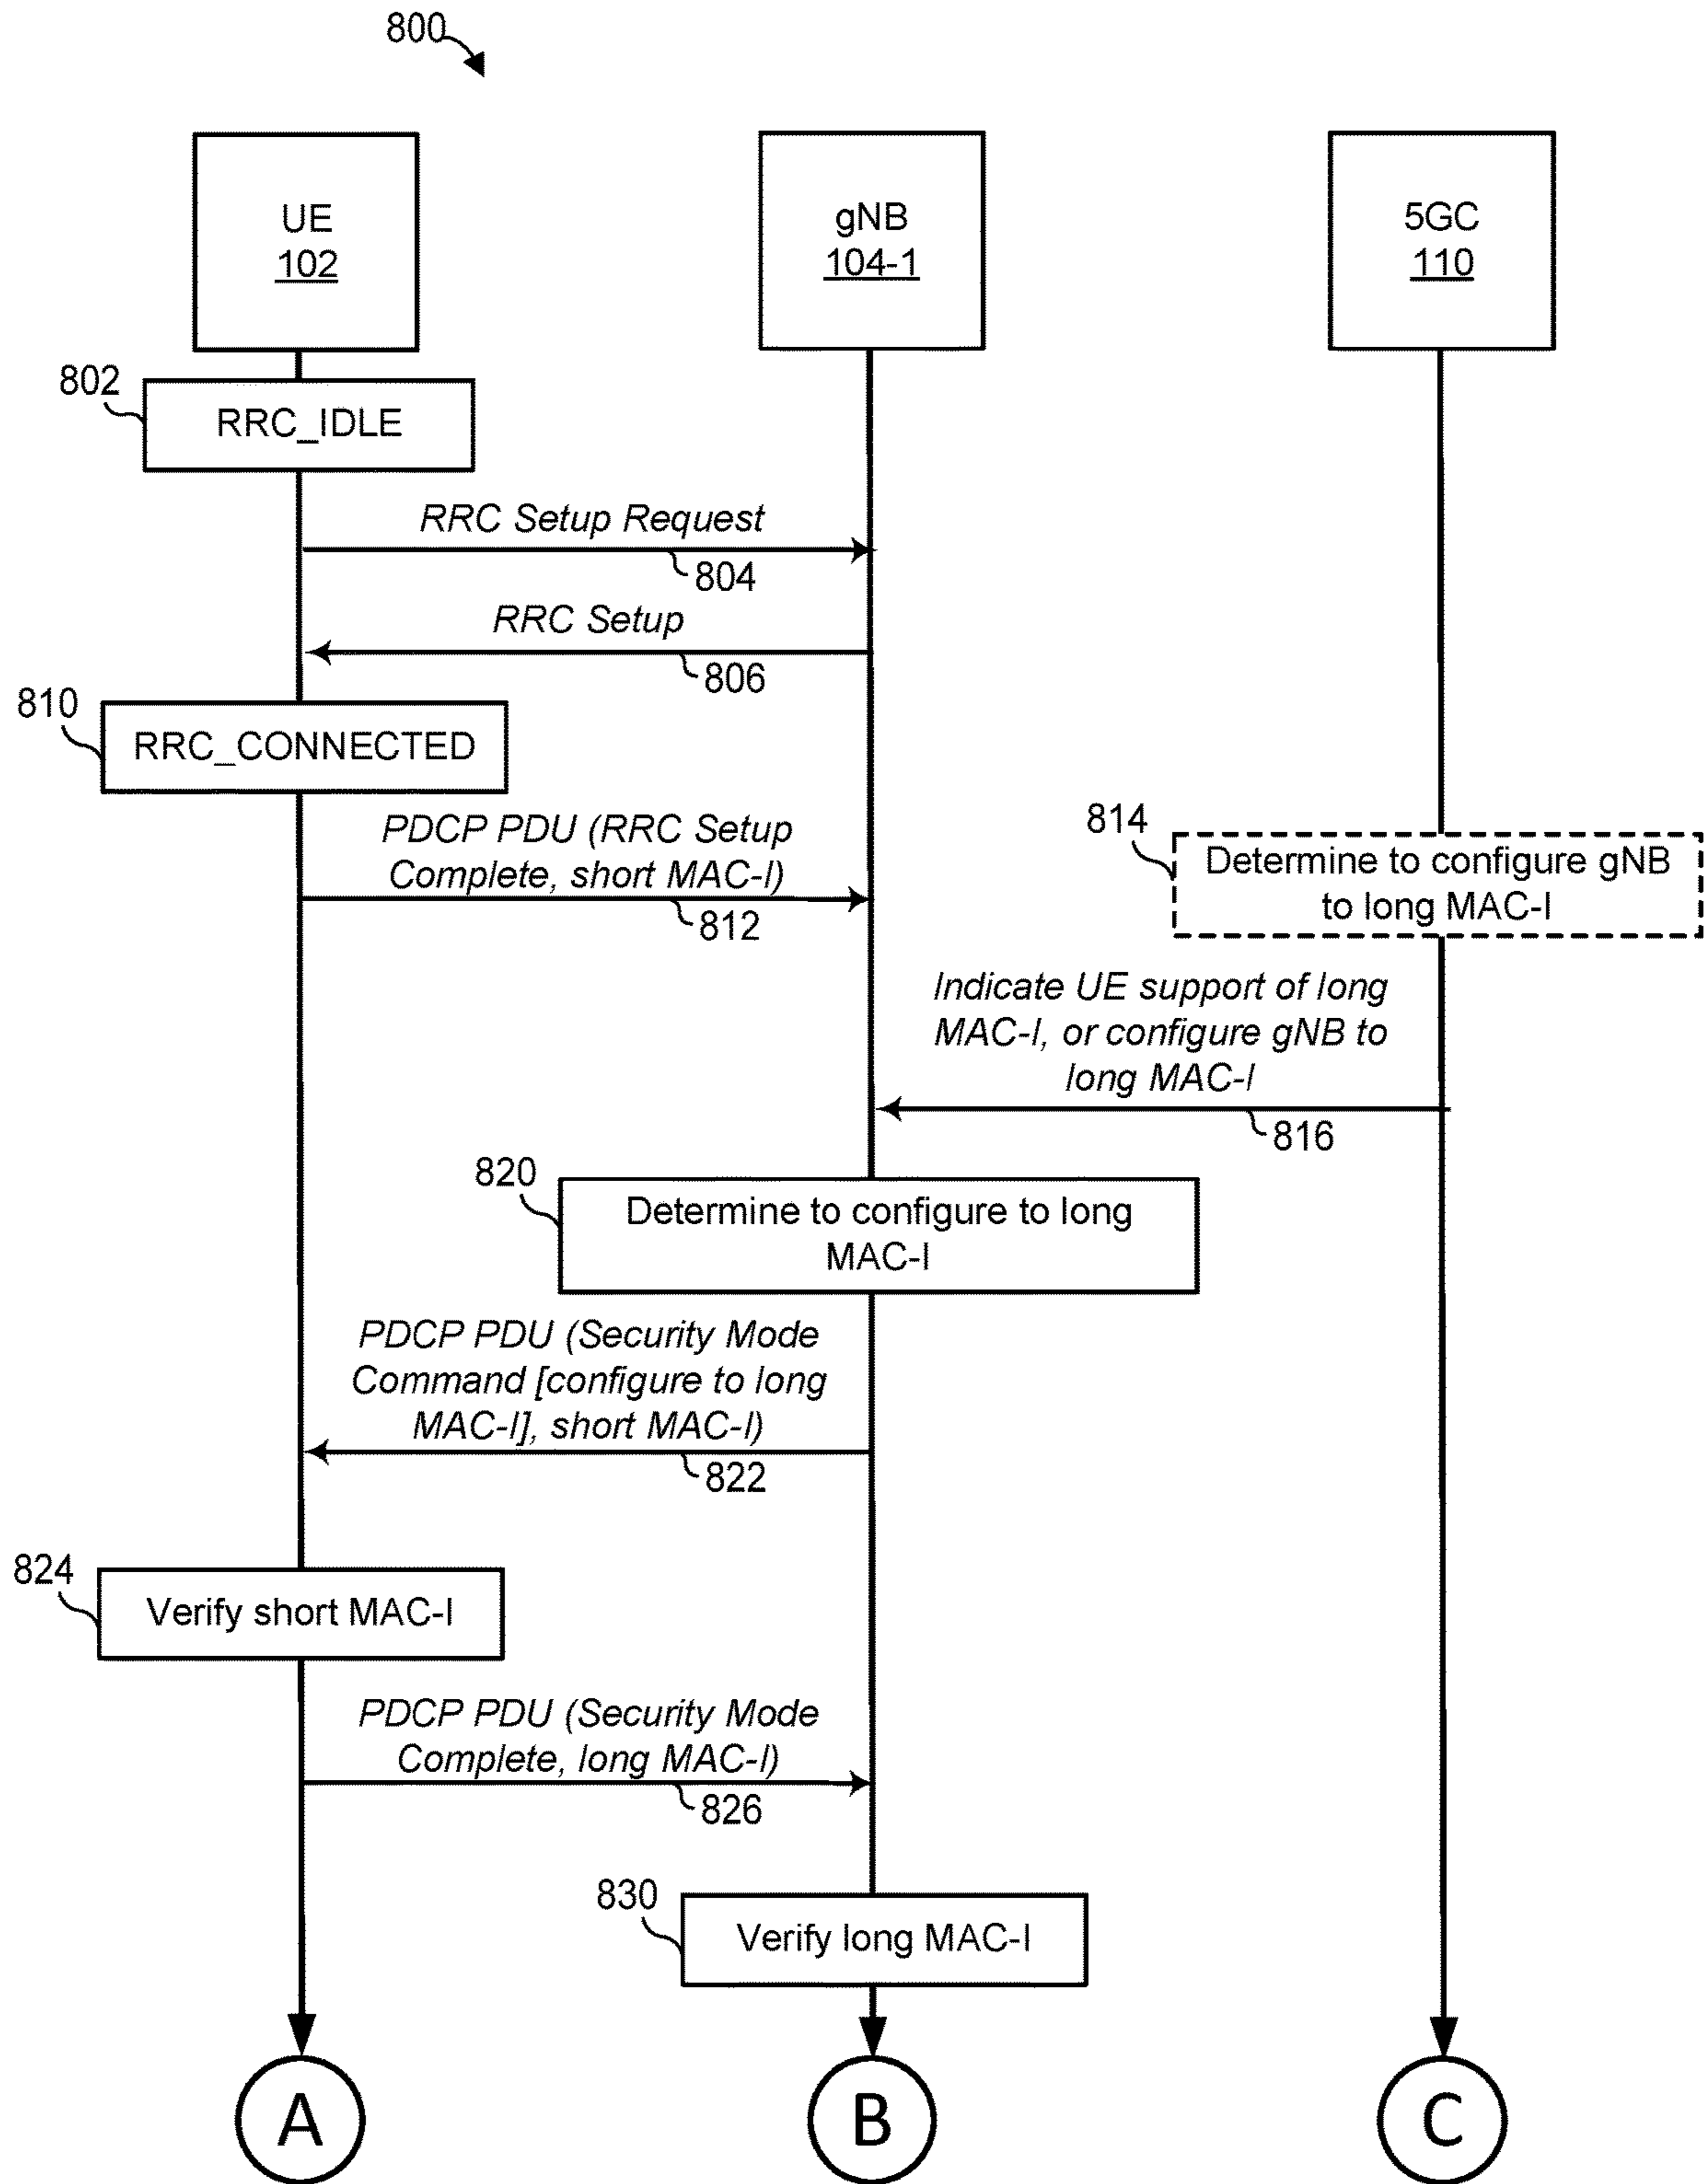 800
UE
102
gNB
104-1
5GC
110
802
RRC_IDLE
RRC Setup Request
804
RRC Setup
806
810
RRC_CONNECTED
PDCP PDU (RRC Setup
Complete, short MAC-I)
812
814
Determine to configure gNB
to long MAC-I
Indicate UE support of long
MAC-I, or configure gNB to
long MAC-I
816
820
Determine to configure to long
MAC-I
PDCP PDU (Security Mode
Command [configure to long
MAC-I], short MAC-I)
822
824
Verify short MAC-I
PDCP PDU (Security Mode
Complete, long MAC-I)
826
830
Verify long MAC-I
A
B
C